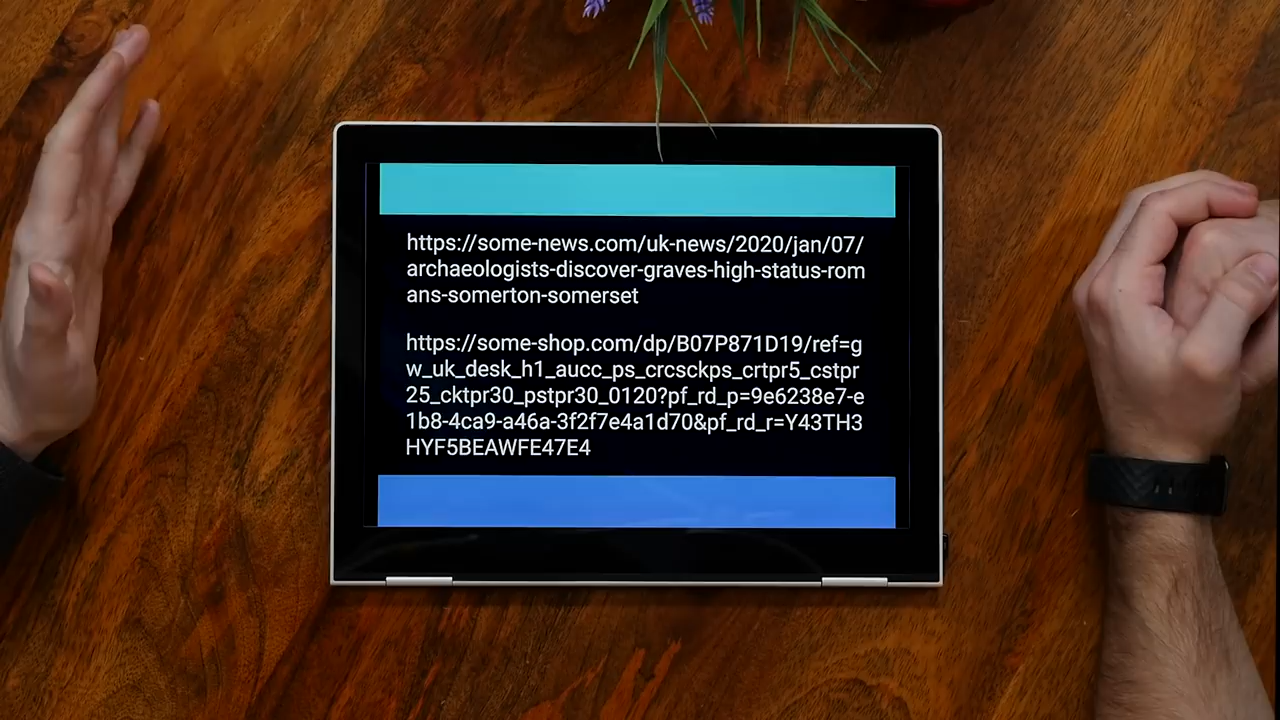 https://some-news.com/uk-news/2020/jan/07/
archaeologists-discover-graves-high-status-rom
ans-somerton-somerset
https://some-shop.com/dp/B07P871D19/ref=g
w_uk_desk_h1_aucc_ps_crcsckps_crtpr5_cstpr
25_cktpr30_pstpr30_0120?pf_rd_p=9e6238e7-e
1b8-4ca9-a46a-3f2f7e4a1d70&pf_rd_r=Y43TH3
HYF5BEAWFE47E4